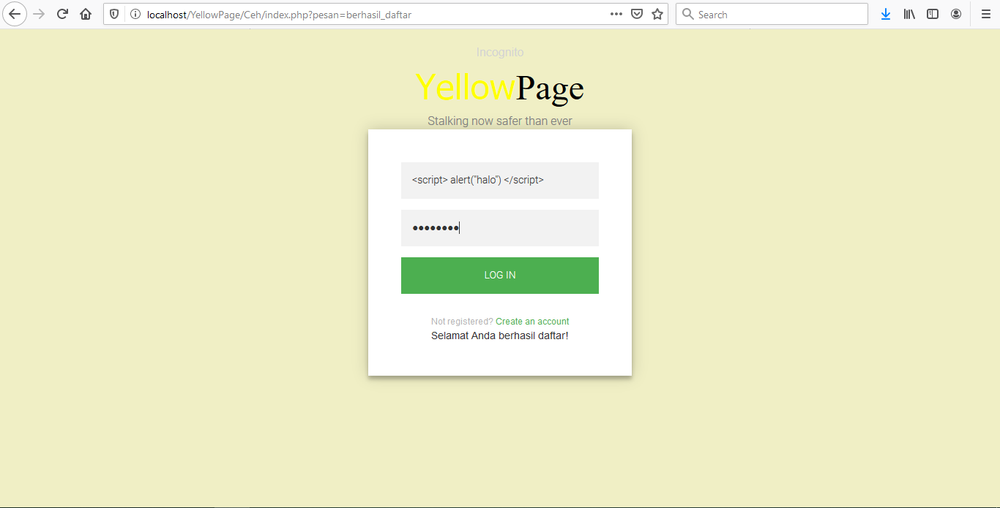 localhost/YellowPage/Ceh/index.php?pesan=berhasil_daftar
Search
Incognito
YellowPage
Stalking now safer than ever
<script> alert("halo") </script>
••••••••
LOG IN
Not registered? Create an account
Selamat Anda berhasil daftar!